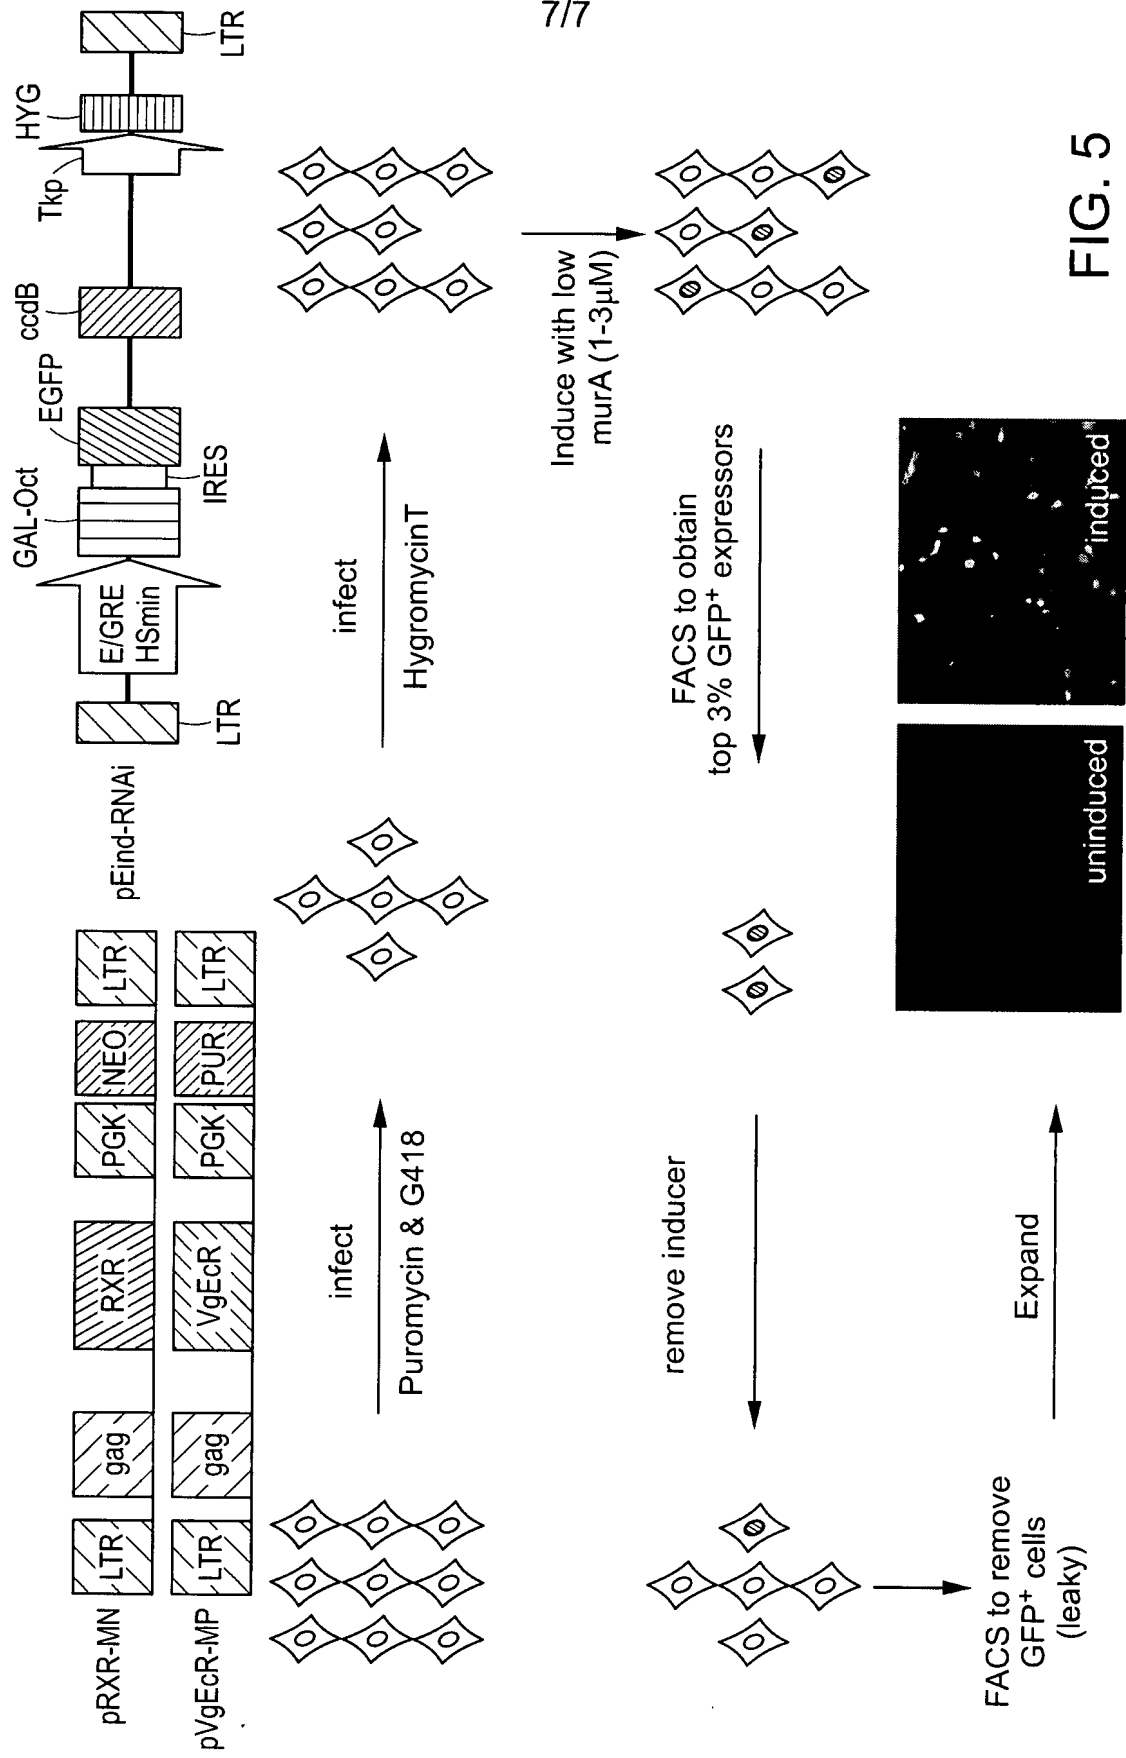 7/7
pRXR-MN
LTR
gag
RXR
PGK
NEO
LTR
pVgEcR-MP
LTR
gag
VgEcR
PGK
PUR
LTR
pEind-RNAi
LTR
E/GRE
HSmin
GAL-Oct
IRES
EGFP
ccdB
Tkp
HYG
LTR
infect
Puromycin & G418
infect
HygromycinT
Induce with low
murA (1-3µM)
FACS to obtain
top 3% GFP⁺ expressors
remove inducer
FACS to remove
GFP⁺ cells
(leaky)
Expand
uninduced
induced
FIG. 5